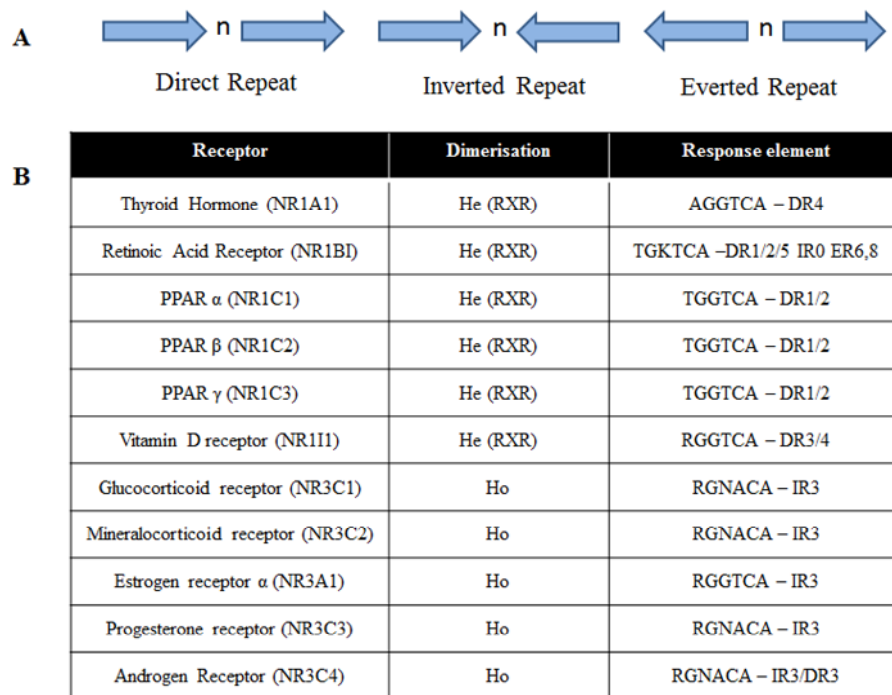 A
n n n
Direct Repeat Inverted Repeat Everted Repeat
B
Receptor Dimerisation Response element
Thyroid Hormone (NR1A1) He (RXR) AGGTCA – DR4
Retinoic Acid Receptor (NR1BI) He (RXR) TGKTCA –DR1/2/5 IR0 ER6,8
PPAR α (NR1C1) He (RXR) TGGTCA – DR1/2
PPAR β (NR1C2) He (RXR) TGGTCA – DR1/2
PPAR γ (NR1C3) He (RXR) TGGTCA – DR1/2
Vitamin D receptor (NR1I1) He (RXR) RGGTCA – DR3/4
Glucocorticoid receptor (NR3C1) Ho RGNACA – IR3
Mineralocorticoid receptor (NR3C2) Ho RGNACA – IR3
Estrogen receptor α (NR3A1) Ho RGGTCA – IR3
Progesterone receptor (NR3C3) Ho RGNACA – IR3
Androgen Receptor (NR3C4) Ho RGNACA – IR3/DR3